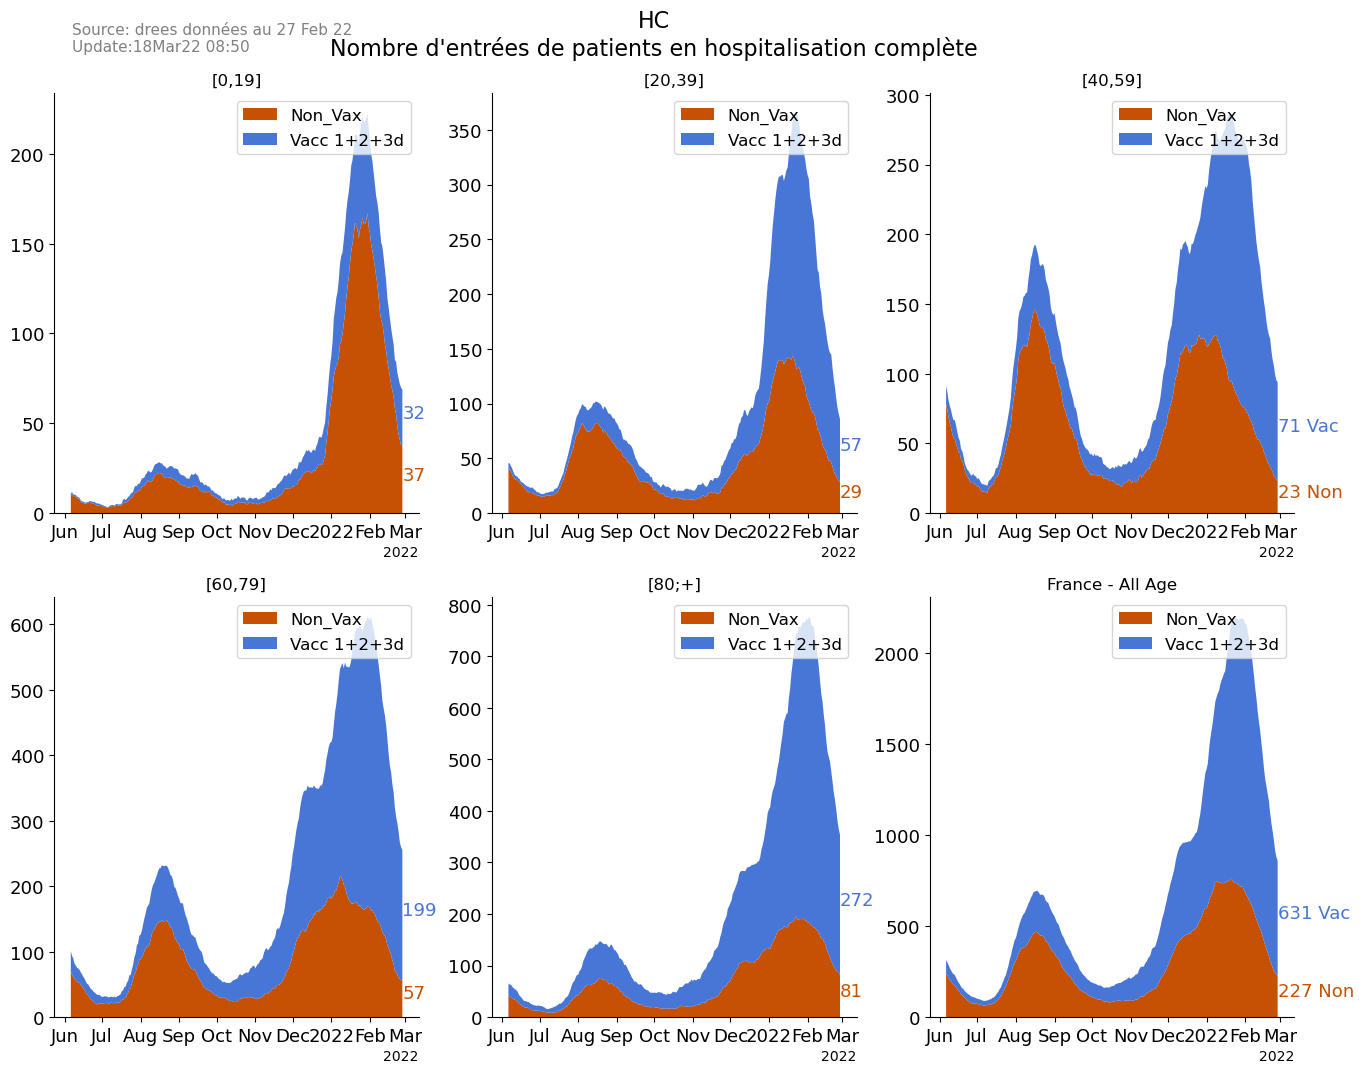 HC
Source: drees données au 27 Feb 22
Update:18Mar22 08:50
Nombre d'entrées de patients en hospitalisation complète
[0,19]
Non_Vax
Vacc 1+2+3d
200
150
100
50
0
32
37
Jun Jul Aug Sep Oct Nov Dec 2022 Feb Mar
2022
[20,39]
Non_Vax
Vacc 1+2+3d
350
300
250
200
150
100
50
0
57
29
Jun Jul Aug Sep Oct Nov Dec 2022 Feb Mar
2022
[40,59]
Non_Vax
Vacc 1+2+3d
300
250
200
150
100
50
0
71 Vac
23 Non
Jun Jul Aug Sep Oct Nov Dec 2022 Feb Mar
2022
[60,79]
Non_Vax
Vacc 1+2+3d
600
500
400
300
200
100
0
199
57
Jun Jul Aug Sep Oct Nov Dec 2022 Feb Mar
2022
[80;+]
Non_Vax
Vacc 1+2+3d
800
700
600
500
400
300
200
100
0
272
81
Jun Jul Aug Sep Oct Nov Dec 2022 Feb Mar
2022
France - All Age
Non_Vax
Vacc 1+2+3d
2000
1500
1000
500
0
631 Vac
227 Non
Jun Jul Aug Sep Oct Nov Dec 2022 Feb Mar
2022